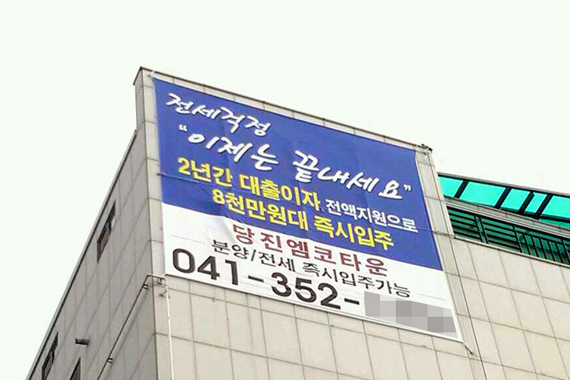 전세걱정
"이제는 끝내세요"
2년간 대출이자 전액지원으로
8천만원대 즉시입주
당진엠코타운
분양/전세 즉시입주가능
041-352-